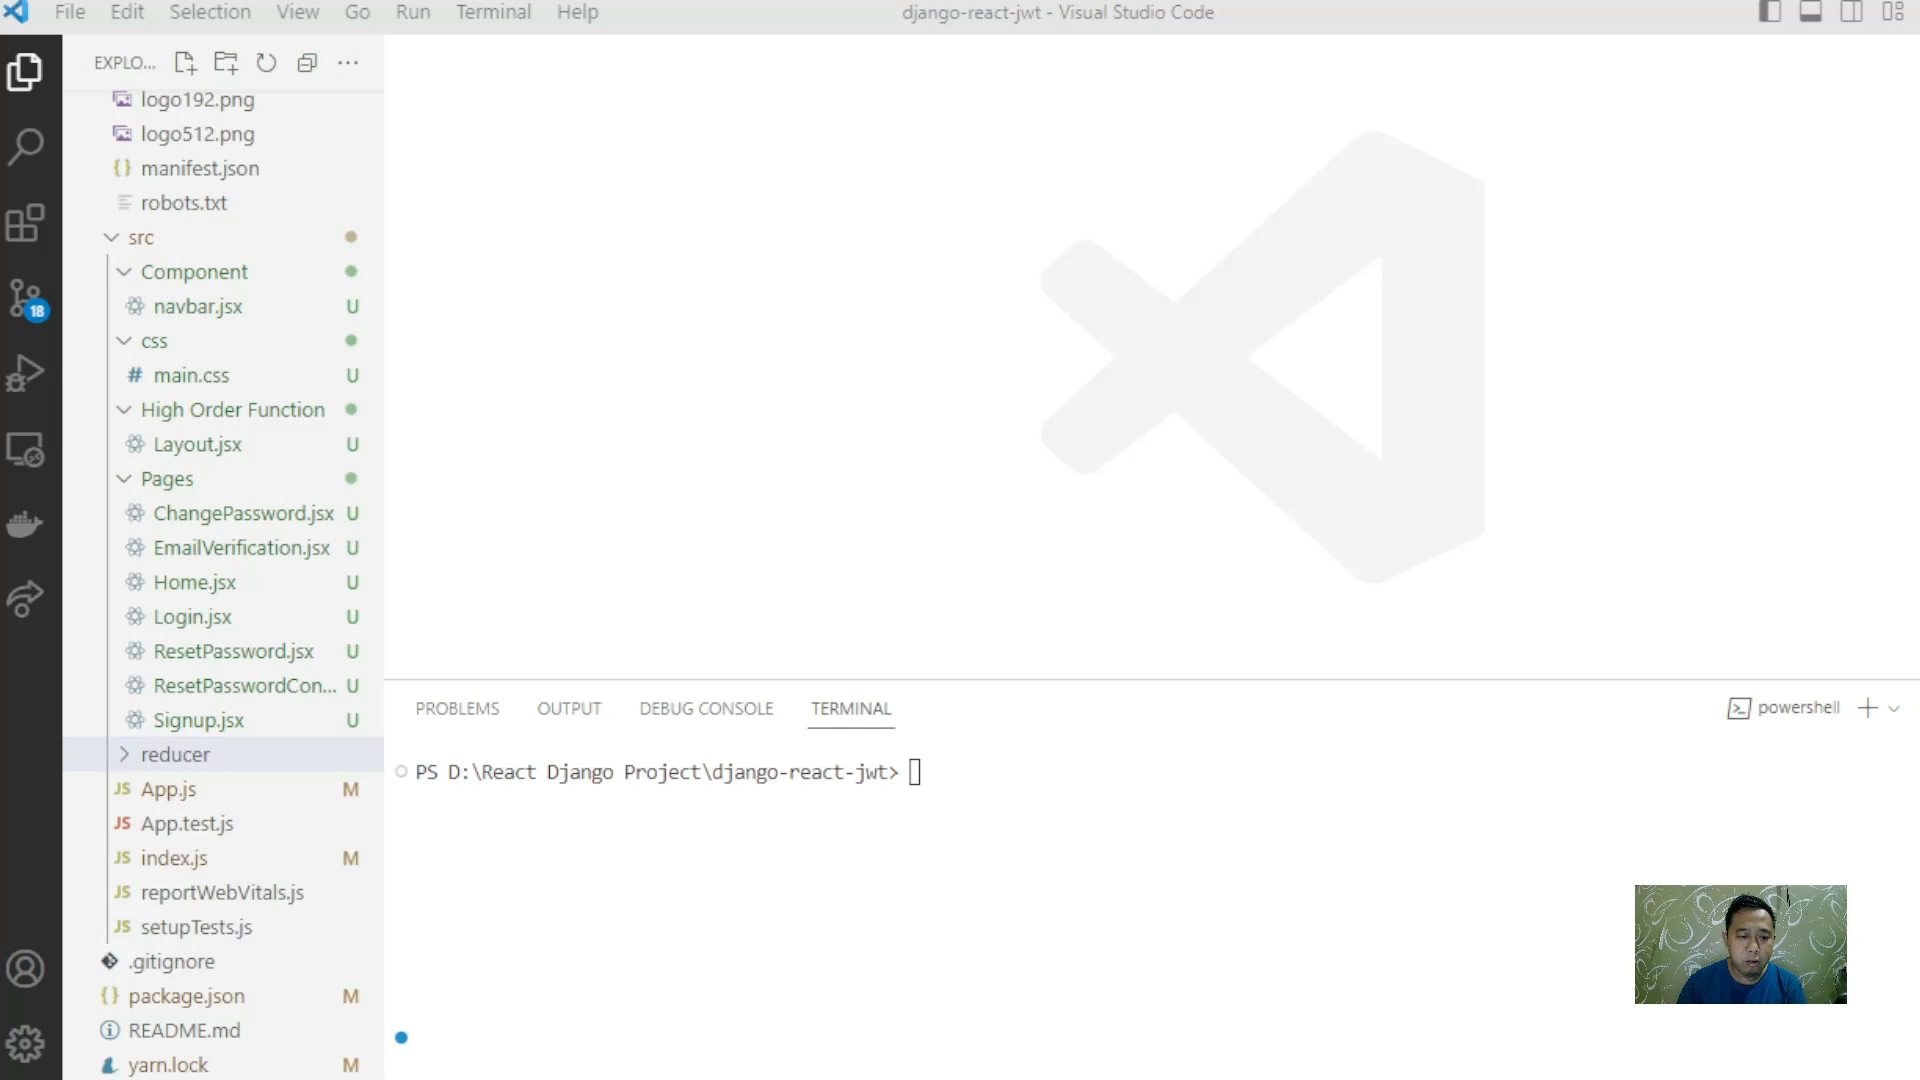 File Edit Selection View Go Run Terminal Help
django-react-jwt - Visual Studio Code
EXPLO...
logo192.png
logo512.png
manifest.json
robots.txt
src
Component
navbar.jsx U
css
main.css U
High Order Function
Layout.jsx U
Pages
ChangePassword.jsx U
EmailVerification.jsx U
Home.jsx U
Login.jsx U
ResetPassword.jsx U
ResetPasswordCon... U
Signup.jsx U
reducer
JS App.js M
JS App.test.js
JS index.js M
JS reportWebVitals.js
JS setupTests.js
.gitignore
package.json M
README.md
yarn.lock M
18
PROBLEMS OUTPUT DEBUG CONSOLE TERMINAL
powershell
PS D:\React Django Project\django-react-jwt>